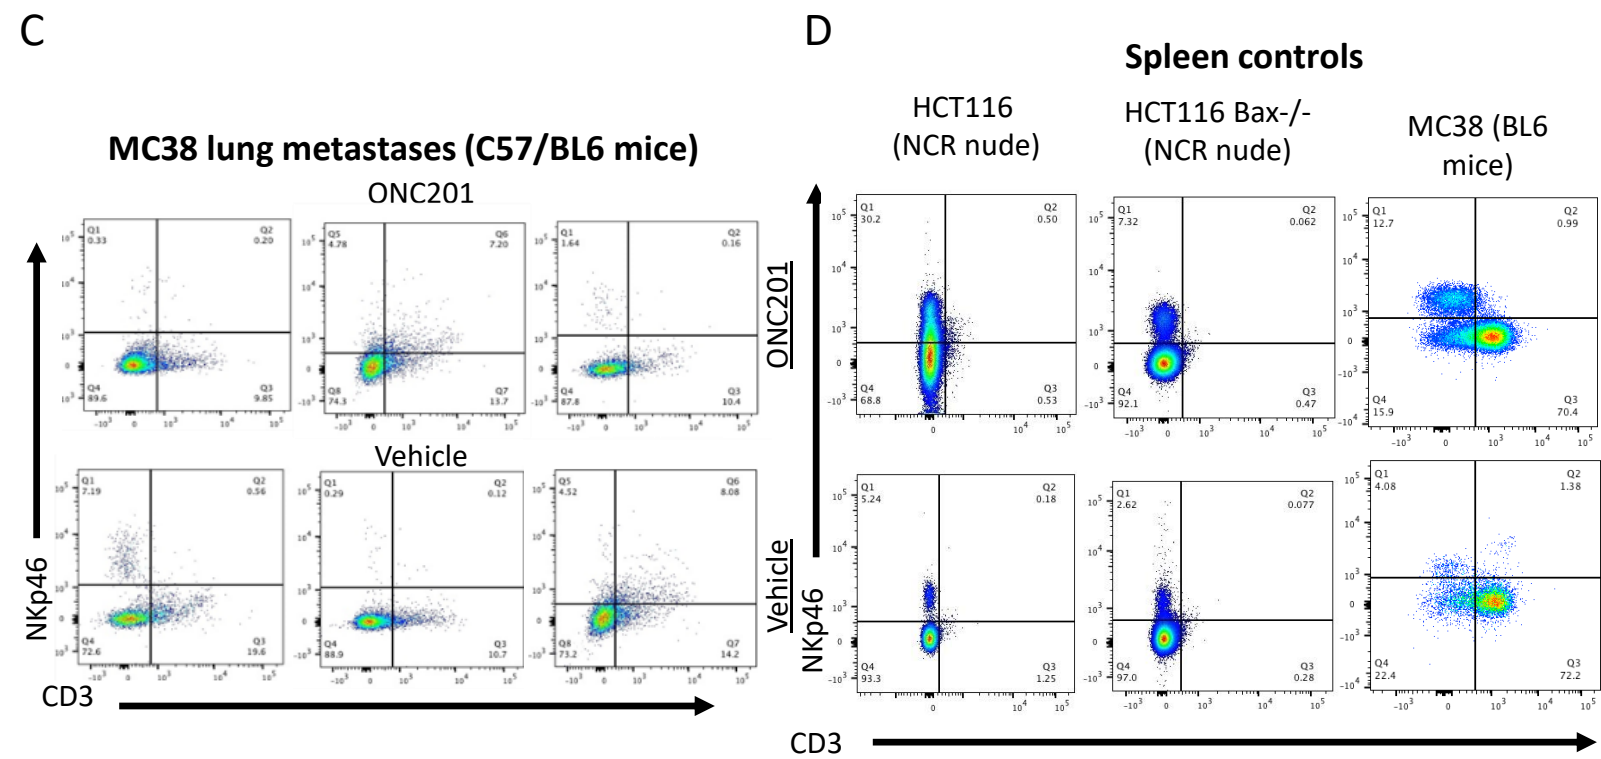 C
MC38 lung metastases (C57/BL6 mice)
ONC201
Q1
0.33
Q2
0.20
Q4
89.6
Q3
9.85
Q5
4.78
Q6
7.20
Q8
74.3
Q7
13.7
Q1
1.64
Q2
0.16
Q4
87.8
Q3
10.4
Vehicle
Q1
7.19
Q2
0.56
Q4
72.6
Q3
19.6
Q1
0.29
Q2
0.12
Q4
88.9
Q3
10.7
Q5
4.52
Q6
8.08
Q8
73.2
Q7
14.2
NKp46
CD3
D
Spleen controls
HCT116
(NCR nude)
HCT116 Bax-/-
(NCR nude)
MC38 (BL6
mice)
ONC201
Q1
30.2
Q2
0.50
Q4
68.8
Q3
0.53
Q1
7.32
Q2
0.062
Q4
92.1
Q3
0.47
Q1
12.7
Q2
0.99
Q4
15.9
Q3
70.4
Vehicle
Q1
5.24
Q2
0.18
Q4
93.3
Q3
1.25
Q1
2.62
Q2
0.077
Q4
97.0
Q3
0.28
Q1
4.08
Q2
1.38
Q4
22.4
Q3
72.2
NKp46
CD3